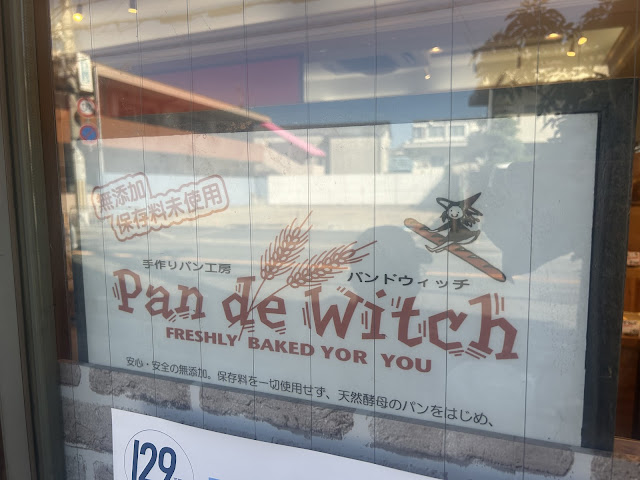 無添加
保存料未使用
手作りパン工房
パンドウィッチ
Pan de Witch
FRESHLY BAKED YOR YOU
安心・安全の無添加。保存料を一切使用せず、天然酵母のパンをはじめ、
129